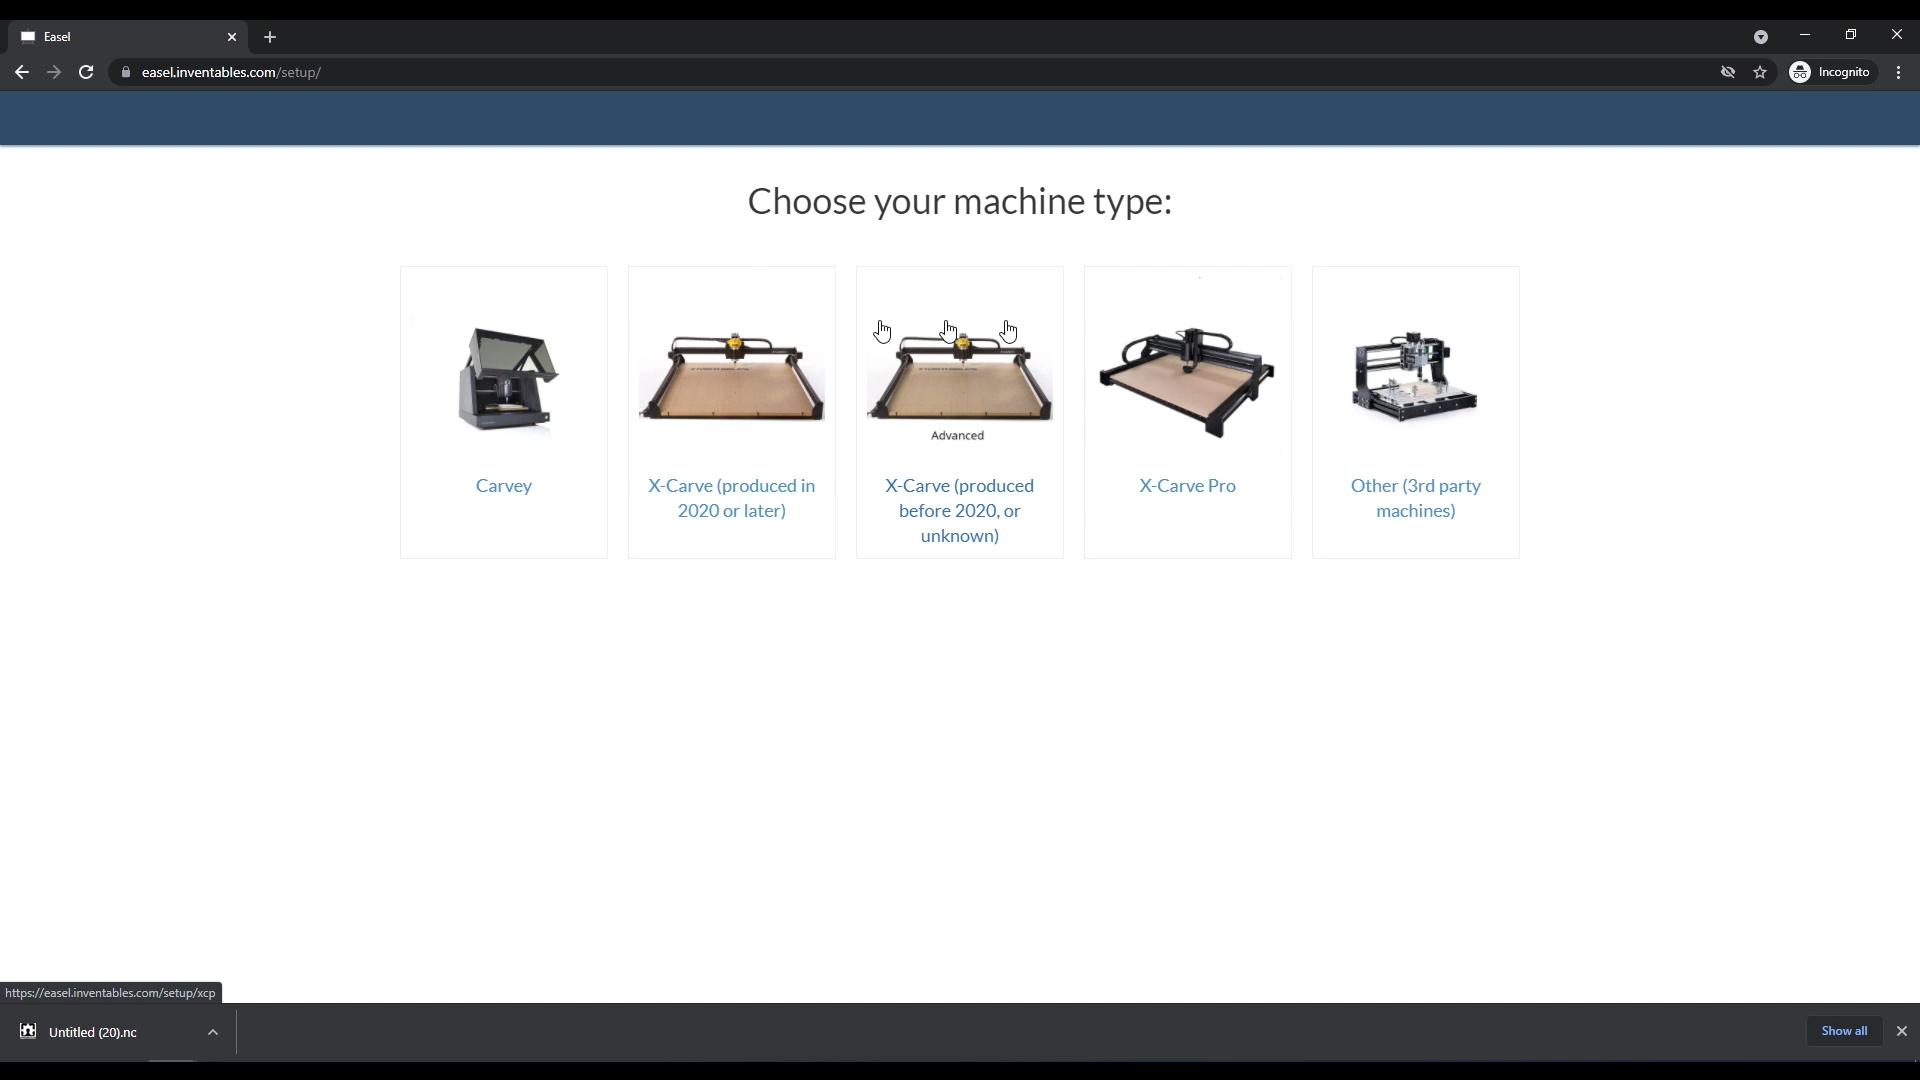 Easel
easel.inventables.com/setup/
Incognito
Choose your machine type:
Advanced
Carvey
X-Carve (produced in
2020 or later)
X-Carve (produced
before 2020, or
unknown)
X-Carve Pro
Other (3rd party
machines)
https://easel.inventables.com/setup/xcp
Untitled (20).nc
Show all